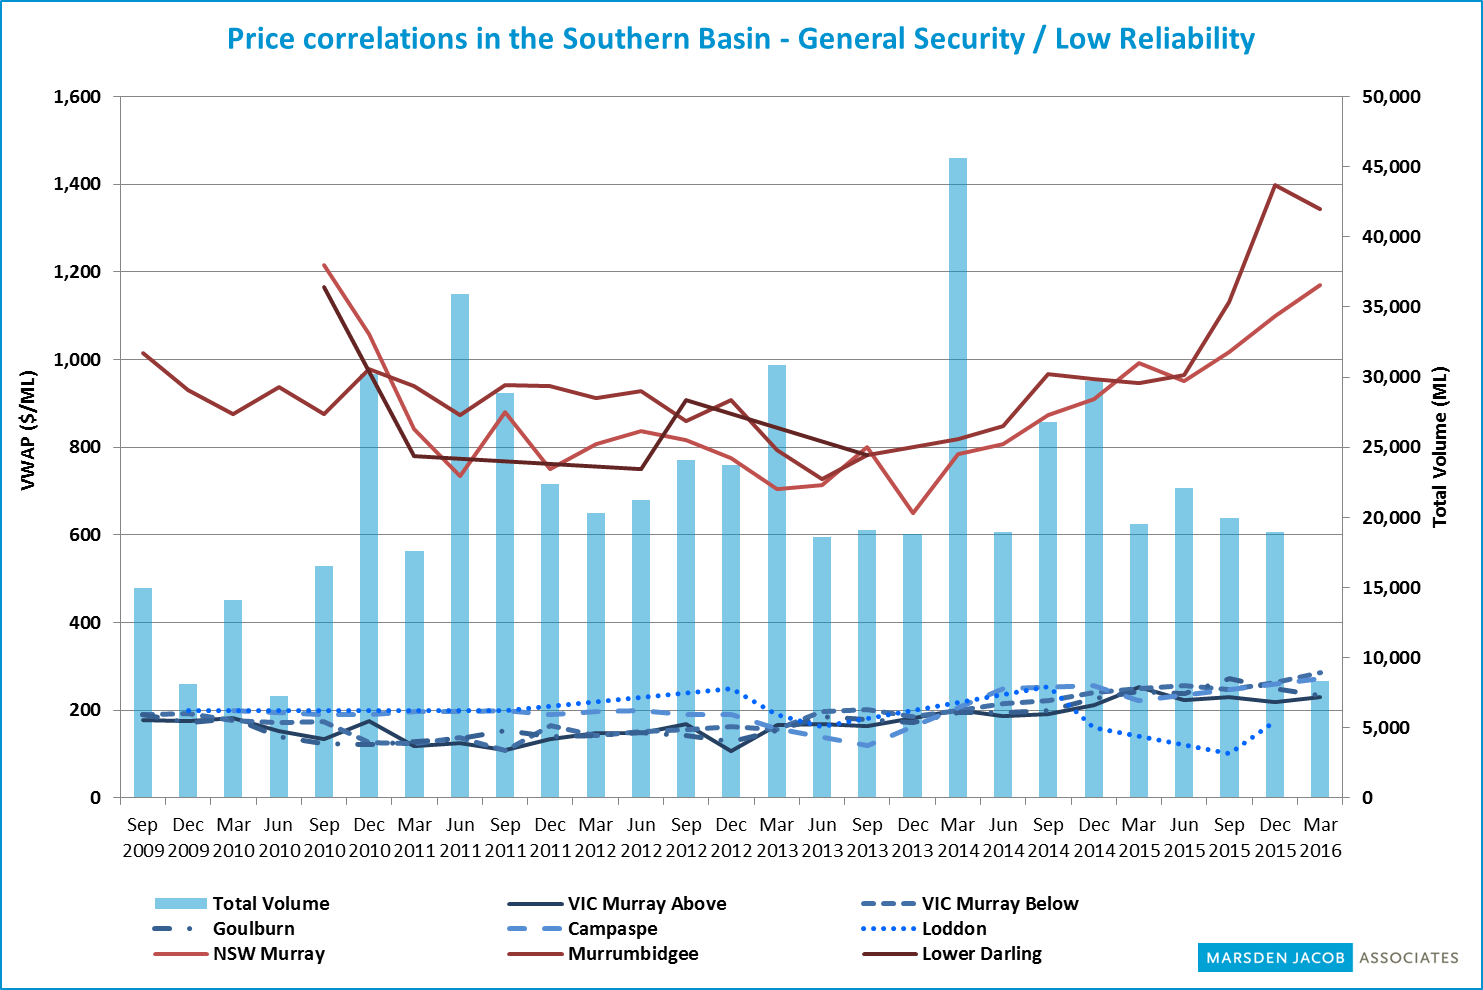 Price correlations in the Southern Basin - General Security / Low Reliability
1,600
1,400
1,200
1,000
800
600
400
200
0
VWAP ($/ML)
50,000
45,000
40,000
35,000
30,000
25,000
20,000
15,000
10,000
5,000
0
Total Volume (ML)
Sep Dec Mar Jun Sep Dec Mar Jun Sep Dec Mar Jun Sep Dec Mar Jun Sep Dec Mar Jun Sep Dec Mar Jun Sep Dec Mar
2009 2009 2010 2010 2010 2010 2011 2011 2011 2011 2012 2012 2012 2012 2013 2013 2013 2013 2014 2014 2014 2014 2015 2015 2015 2015 2016
Total Volume VIC Murray Above VIC Murray Below
Goulburn Campaspe Loddon
NSW Murray Murrumbidgee Lower Darling
MARSDEN JACOB ASSOCIATES